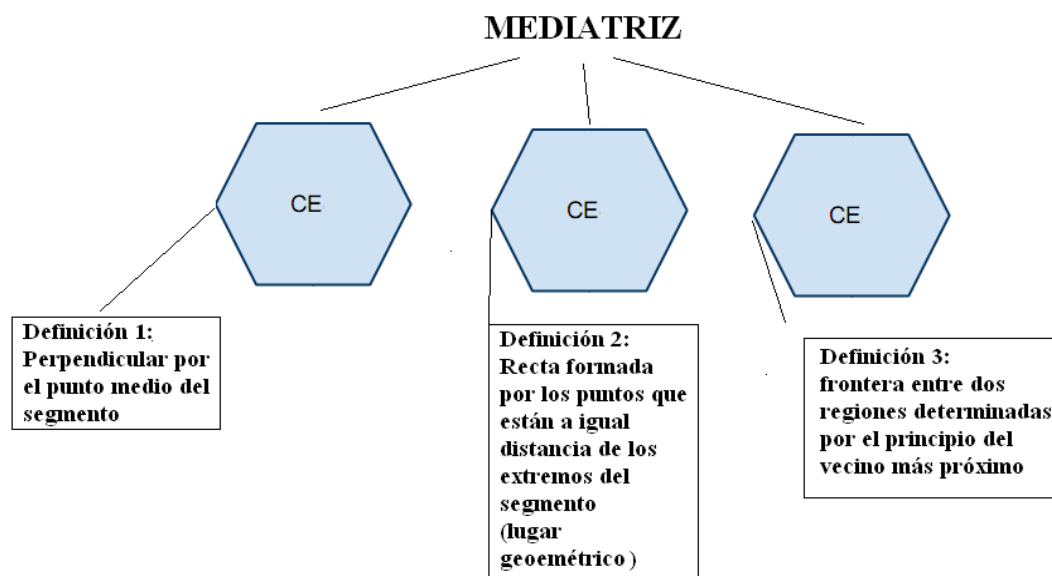 MEDIATRIZ
CE
CE
CE
Definición 1:
Perpendicular por
el punto medio del
segmento
Definición 2:
Recta formada
por los puntos que
están a igual
distancia de los
extremos del
segmento
(lugar
geoemétrico )
Definición 3:
frontera entre dos
regiones determinadas
por el principio del
vecino más próximo